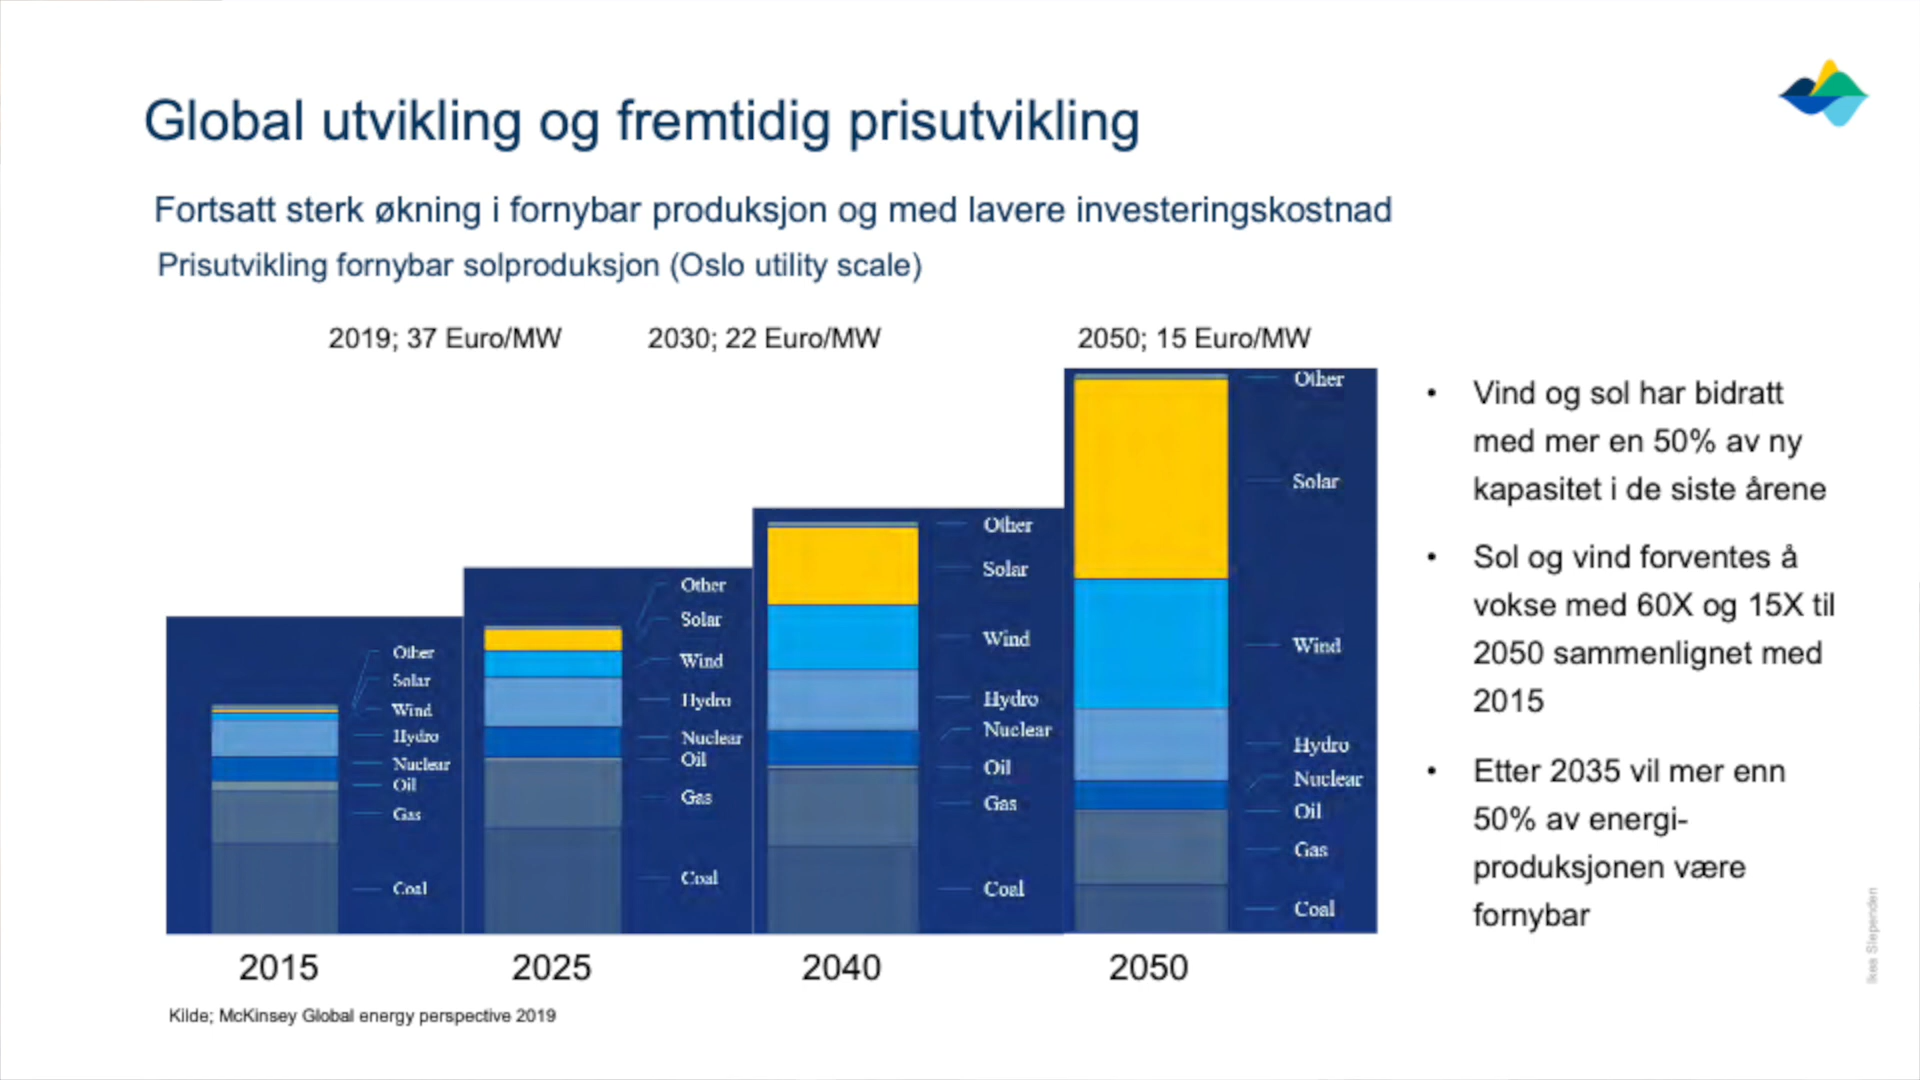 Global utvikling og fremtidig prisutvikling
Fortsatt sterk økning i fornybar produksjon og med lavere investeringskostnad
Prisutvikling fornybar solproduksjon (Oslo utility scale)
2019; 37 Euro/MW
2030; 22 Euro/MW
2050; 15 Euro/MW
Other
Solar
Wind
Hydro
Nuclear
Oil
Gas
Coal
Other
Solar
Wind
Hydro
Nuclear
Oil
Gas
Coal
Other
Solar
Wind
Hydro
Nuclear
Oil
Gas
Coal
Other
Solar
Wind
Hydro
Nuclear
Oil
Gas
Coal
2015
2025
2040
2050
• Vind og sol har bidratt
med mer en 50% av ny
kapasitet i de siste årene
• Sol og vind forventes å
vokse med 60X og 15X til
2050 sammenlignet med
2015
• Etter 2035 vil mer enn
50% av energi-
produksjonen være
fornybar
Kilde; McKinsey Global energy perspective 2019
Ikea Slependen